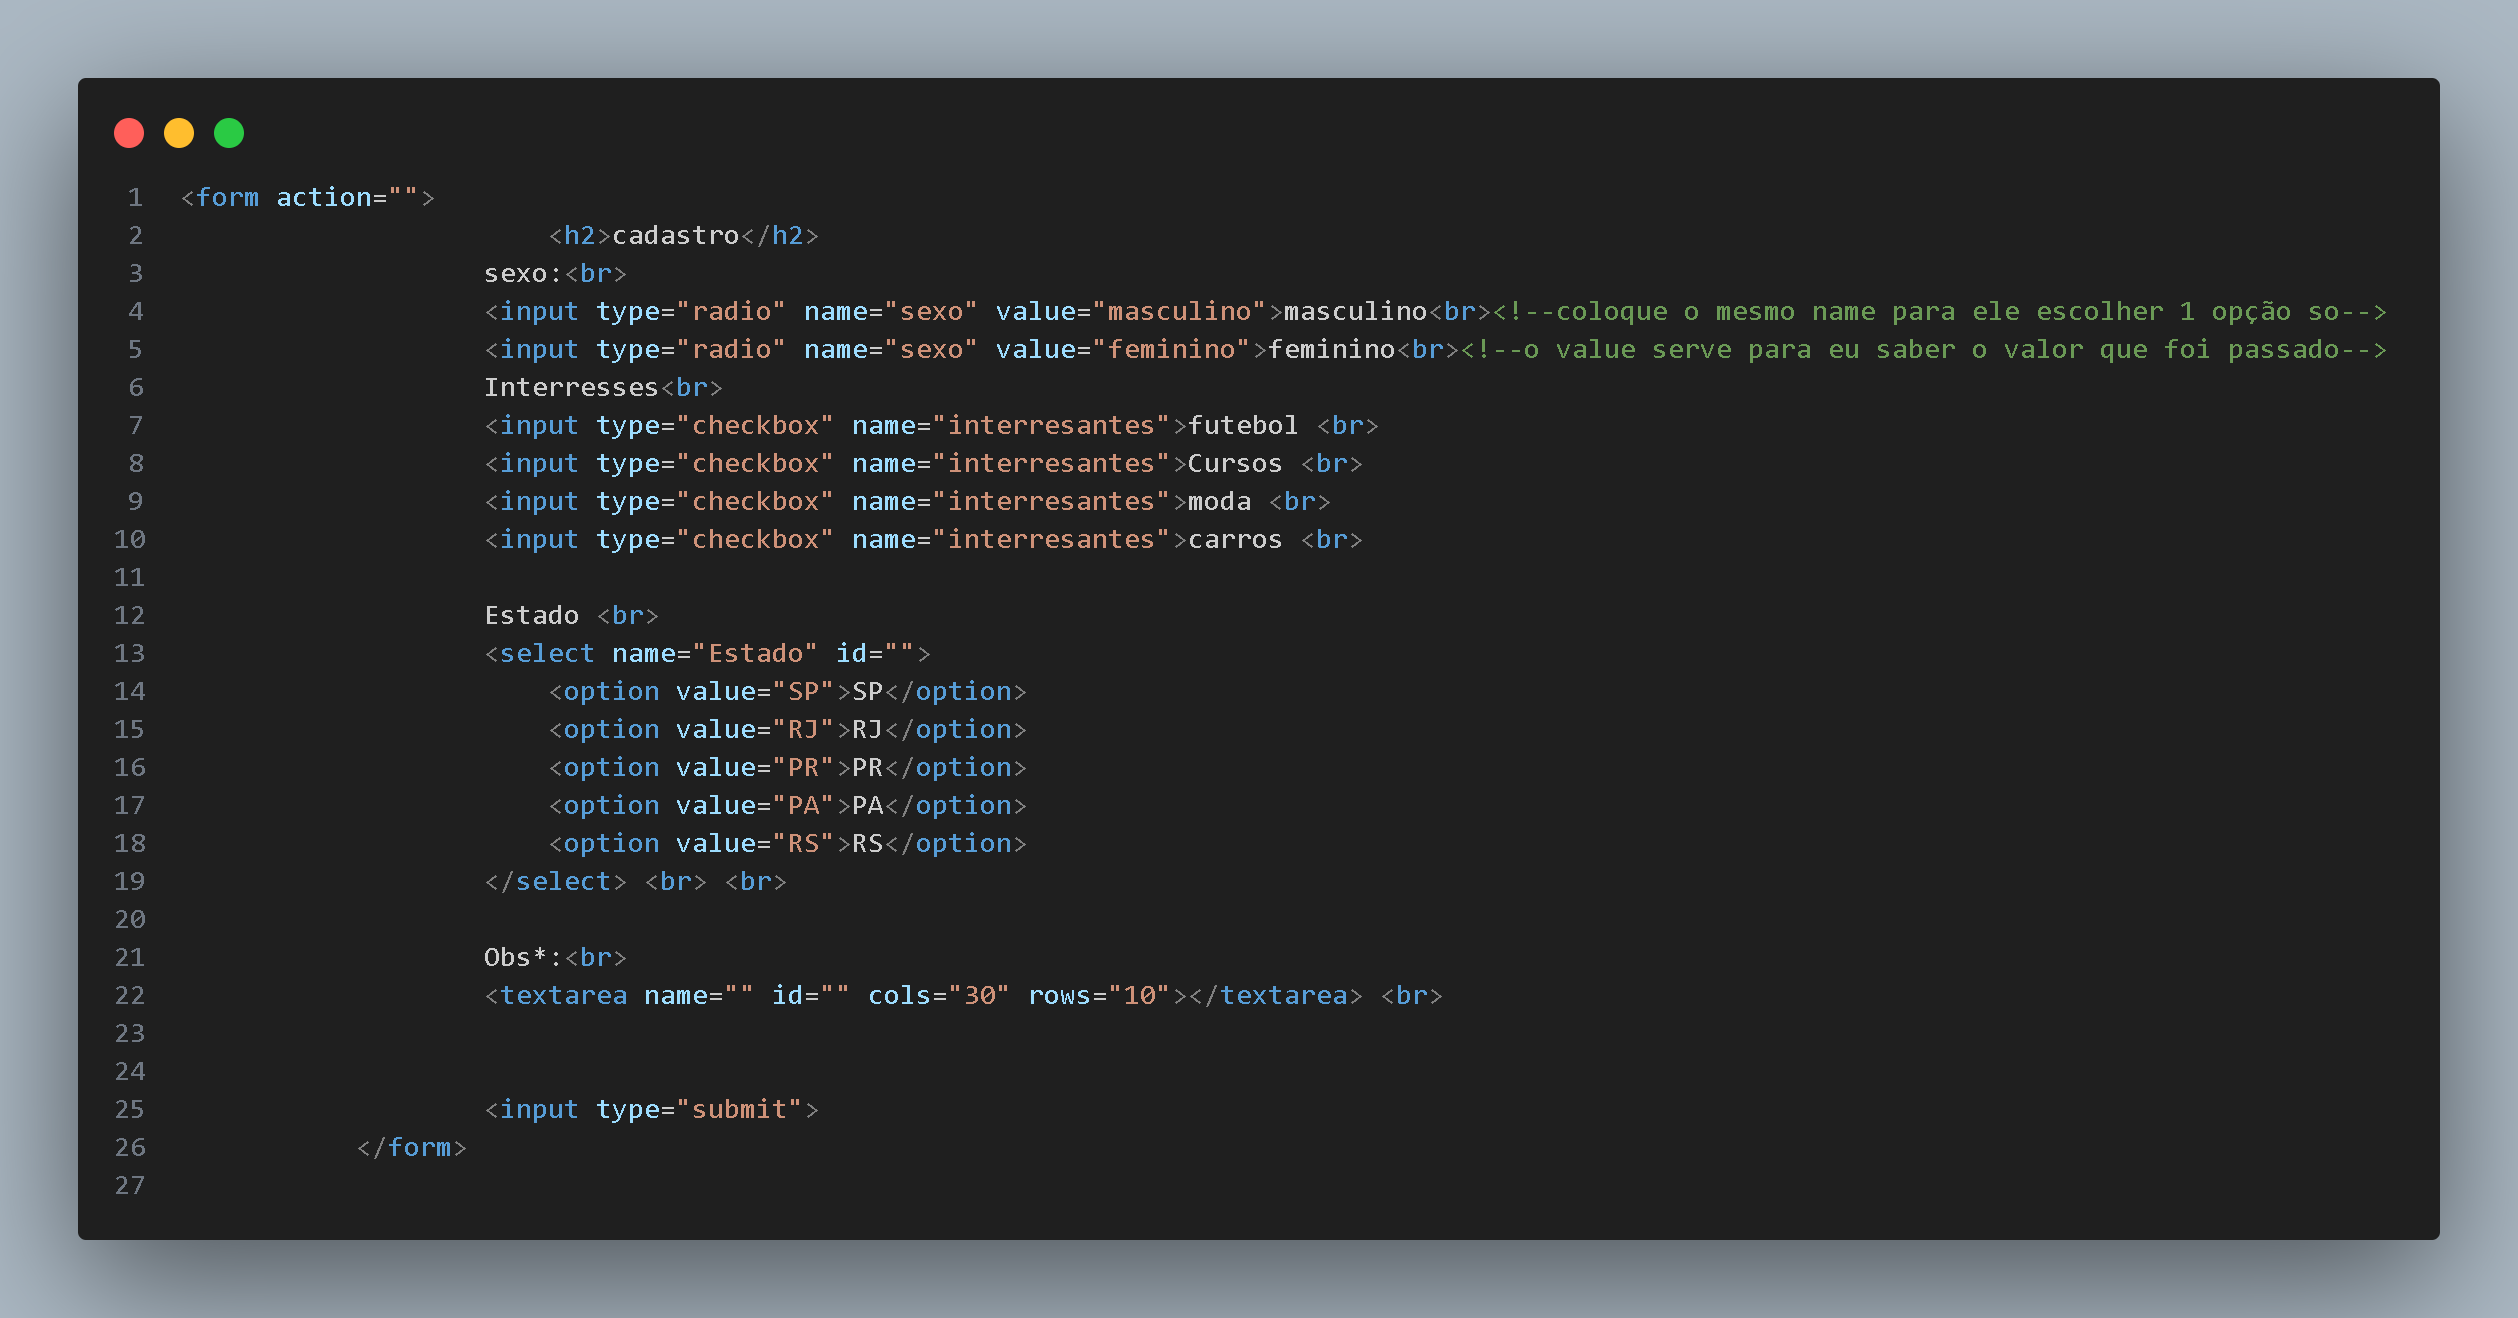 1 <form action="">
2 <h2>cadastro</h2>
3 sexo:<br>
4 <input type="radio" name="sexo" value="masculino">masculino<br><!--coloque o mesmo name para ele escolher 1 opção so-->
5 <input type="radio" name="sexo" value="feminino">feminino<br><!--o value serve para eu saber o valor que foi passado-->
6 Interresses<br>
7 <input type="checkbox" name="interresantes">futebol <br>
8 <input type="checkbox" name="interresantes">Cursos <br>
9 <input type="checkbox" name="interresantes">moda <br>
10 <input type="checkbox" name="interresantes">carros <br>
11
12 Estado <br>
13 <select name="Estado" id="">
14 <option value="SP">SP</option>
15 <option value="RJ">RJ</option>
16 <option value="PR">PR</option>
17 <option value="PA">PA</option>
18 <option value="RS">RS</option>
19 </select> <br> <br>
20
21 Obs*:<br>
22 <textarea name="" id="" cols="30" rows="10"></textarea> <br>
23
24
25 <input type="submit">
26 </form>
27